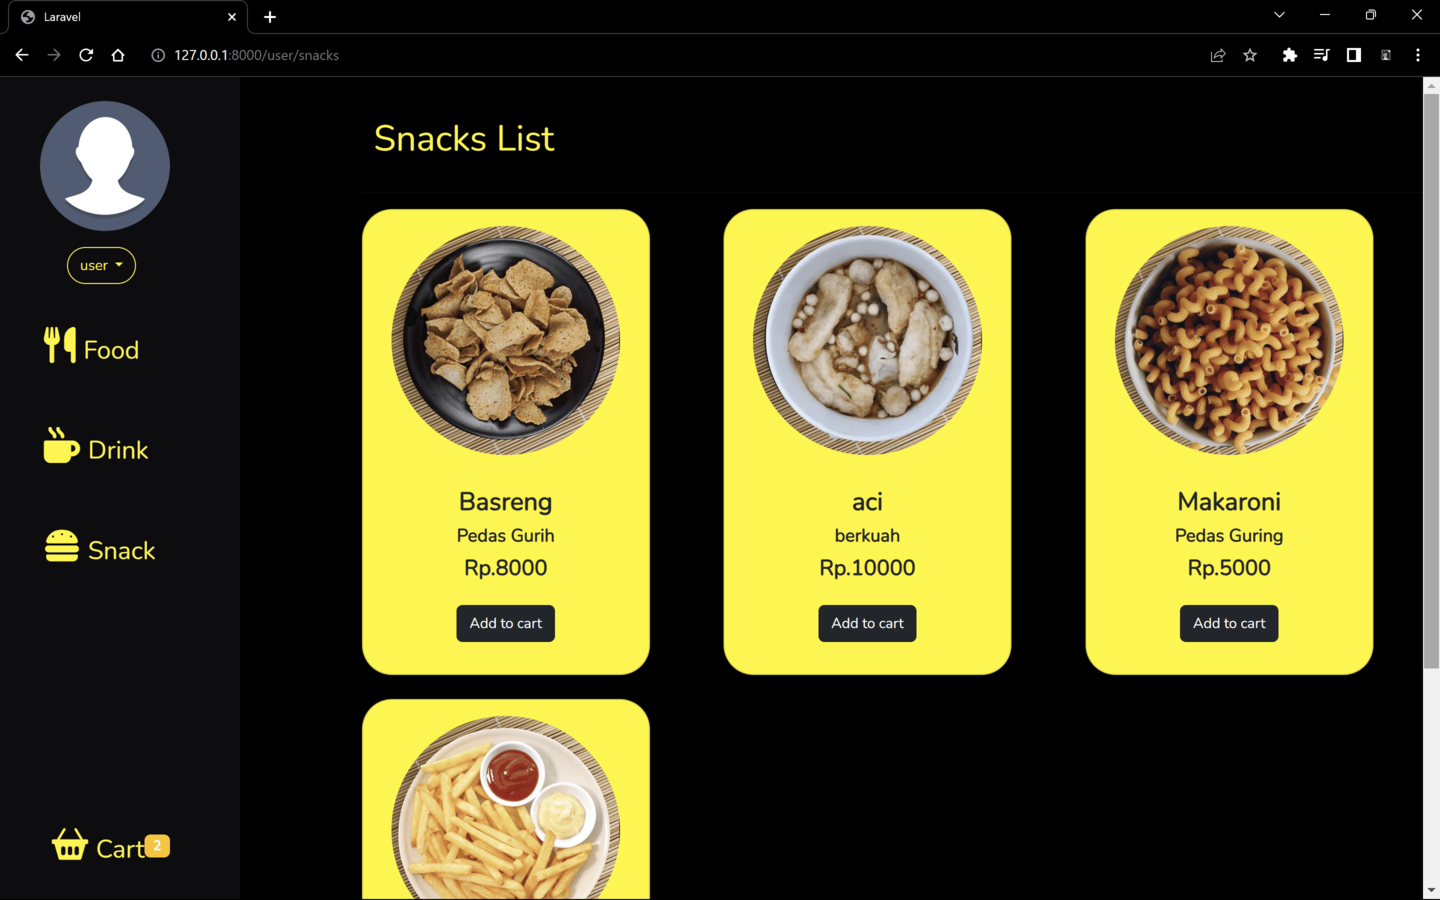 Laravel
127.0.0.1:8000/user/snacks
user
Food
Drink
Snack
Cart 2
Snacks List
Basreng
Pedas Gurih
Rp.8000
Add to cart
aci
berkuah
Rp.10000
Add to cart
Makaroni
Pedas Guring
Rp.5000
Add to cart